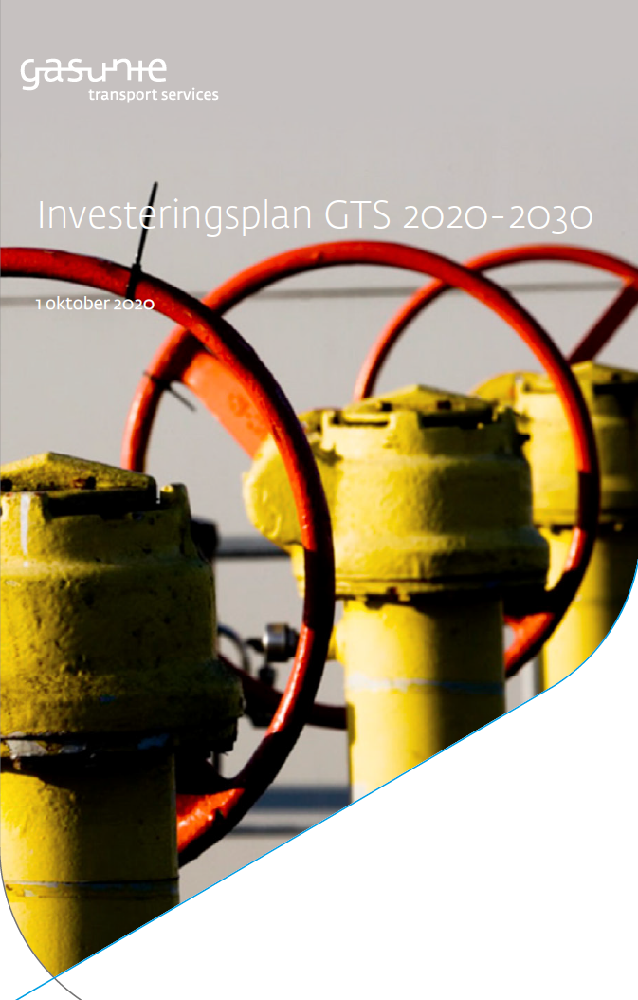 gasunie
transport services
Investeringsplan GTS 2020-2030
1 oktober 2020